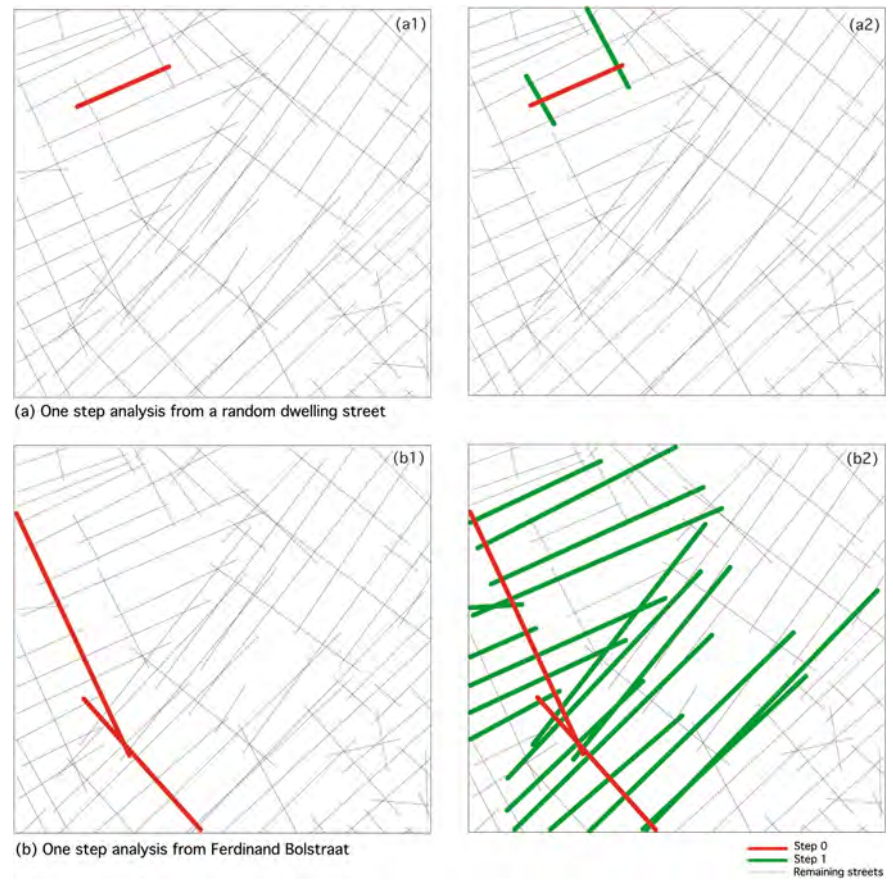 (a1)
(a2)
(a) One step analysis from a random dwelling street
(b1)
(b2)
(b) One step analysis from Ferdinand Bolstraat
Step 0
Step 1
Remaining streets